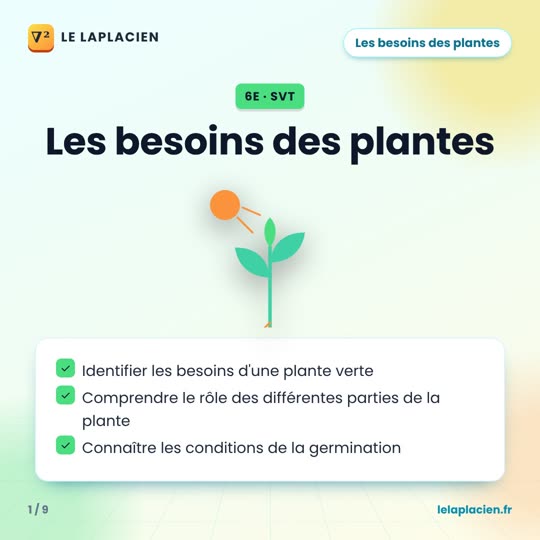 ∇² LE LAPLACIEN
Les besoins des plantes
6E · SVT
Les besoins des plantes
Identifier les besoins d'une plante verte
Comprendre le rôle des différentes parties de la
plante
Connaître les conditions de la germination
1 / 9
lelaplacien.fr